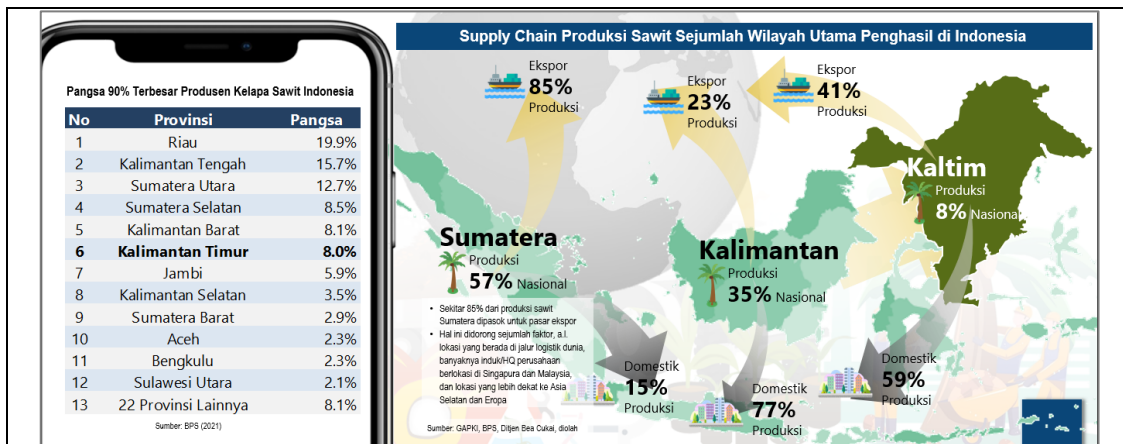 Supply Chain Produksi Sawit Sejumlah Wilayah Utama Penghasil di Indonesia
Pangsa 90% Terbesar Produsen Kelapa Sawit Indonesia
No Provinsi Pangsa
1 Riau 19.9%
2 Kalimantan Tengah 15.7%
3 Sumatera Utara 12.7%
4 Sumatera Selatan 8.5%
5 Kalimantan Barat 8.1%
6 Kalimantan Timur 8.0%
7 Jambi 5.9%
8 Kalimantan Selatan 3.5%
9 Sumatera Barat 2.9%
10 Aceh 2.3%
11 Bengkulu 2.3%
12 Sulawesi Utara 2.1%
13 22 Provinsi Lainnya 8.1%
Sumber: BPS (2021)
Ekspor
85%
Produksi
Ekspor
23%
Produksi
Ekspor
41%
Produksi
Sumatera
Produksi
57% Nasional
• Sekitar 85% dari produksi sawit
Sumatera dipasok untuk pasar ekspor
• Hal ini didorong sejumlah faktor, a.l.
lokasi yang berada di jalur logistik dunia,
banyaknya induk/HQ perusahaan
berlokasi di Singapura dan Malaysia,
dan lokasi yang lebih dekat ke Asia
Selatan dan Eropa
Kalimantan
Produksi
35% Nasional
Kaltim
Produksi
8% Nasional
Domestik
15%
Produksi
Domestik
77%
Produksi
Domestik
59%
Produksi
Sumber: GAPKI, BPS, Ditjen Bea Cukai, diolah